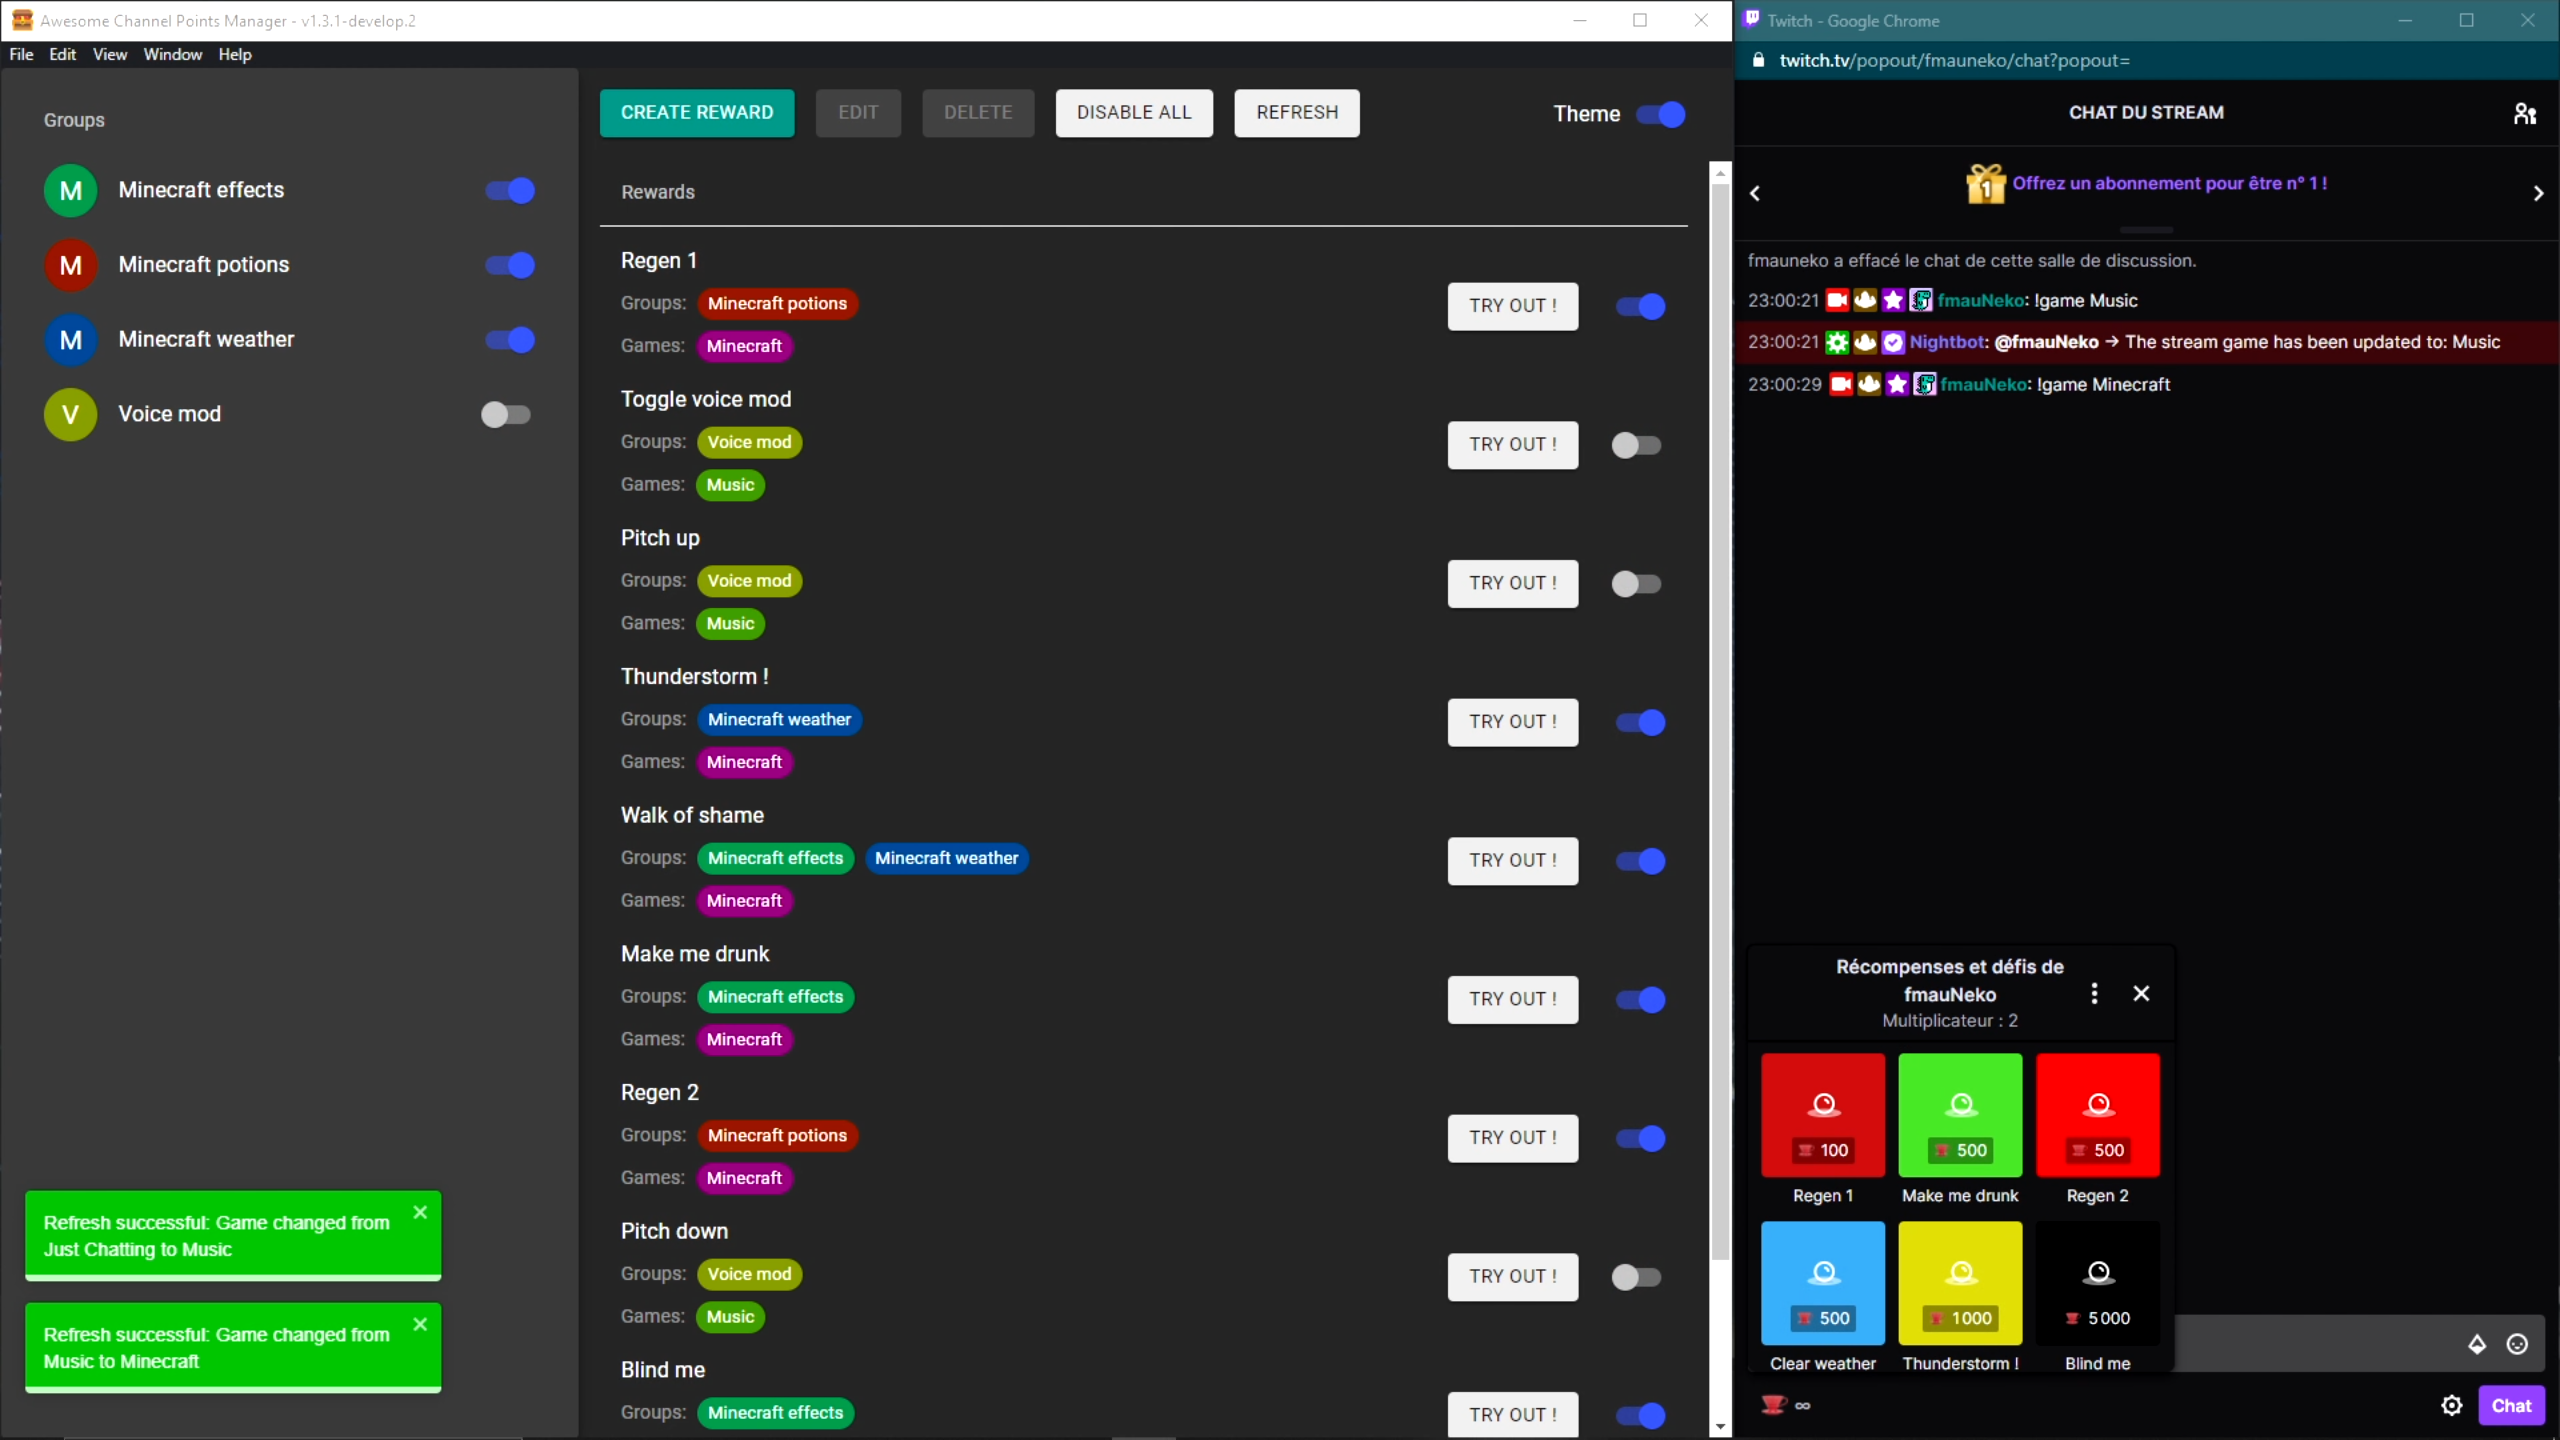 Awesome Channel Points Manager - v1.3.1-develop.2
File Edit View Window Help
Groups
M Minecraft effects
M Minecraft potions
M Minecraft weather
V Voice mod
Refresh successful: Game changed from
Just Chatting to Music
Refresh successful: Game changed from
Music to Minecraft
CREATE REWARD EDIT DELETE DISABLE ALL REFRESH Theme
Rewards
Regen 1
Groups: Minecraft potions
TRY OUT !
Games: Minecraft
Toggle voice mod
Groups: Voice mod
TRY OUT !
Games: Music
Pitch up
Groups: Voice mod
TRY OUT !
Games: Music
Thunderstorm !
Groups: Minecraft weather
TRY OUT !
Games: Minecraft
Walk of shame
Groups: Minecraft effects Minecraft weather
TRY OUT !
Games: Minecraft
Make me drunk
Groups: Minecraft effects
TRY OUT !
Games: Minecraft
Regen 2
Groups: Minecraft potions
TRY OUT !
Games: Minecraft
Pitch down
Groups: Voice mod
TRY OUT !
Games: Music
Blind me
Groups: Minecraft effects
TRY OUT !
Twitch - Google Chrome
twitch.tv/popout/fmauneko/chat?popout=
CHAT DU STREAM
1 Offrez un abonnement pour être n° 1 !
fmauneko a effacé le chat de cette salle de discussion.
23:00:21 fmauNeko: !game Music
23:00:21 Nightbot: @fmauNeko → The stream game has been updated to: Music
23:00:29 fmauNeko: !game Minecraft
Récompenses et défis de
fmauNeko
Multiplicateur : 2
100 500 500
Regen 1 Make me drunk Regen 2
500 1 000 5 000
Clear weather Thunderstorm ! Blind me
∞
Chat